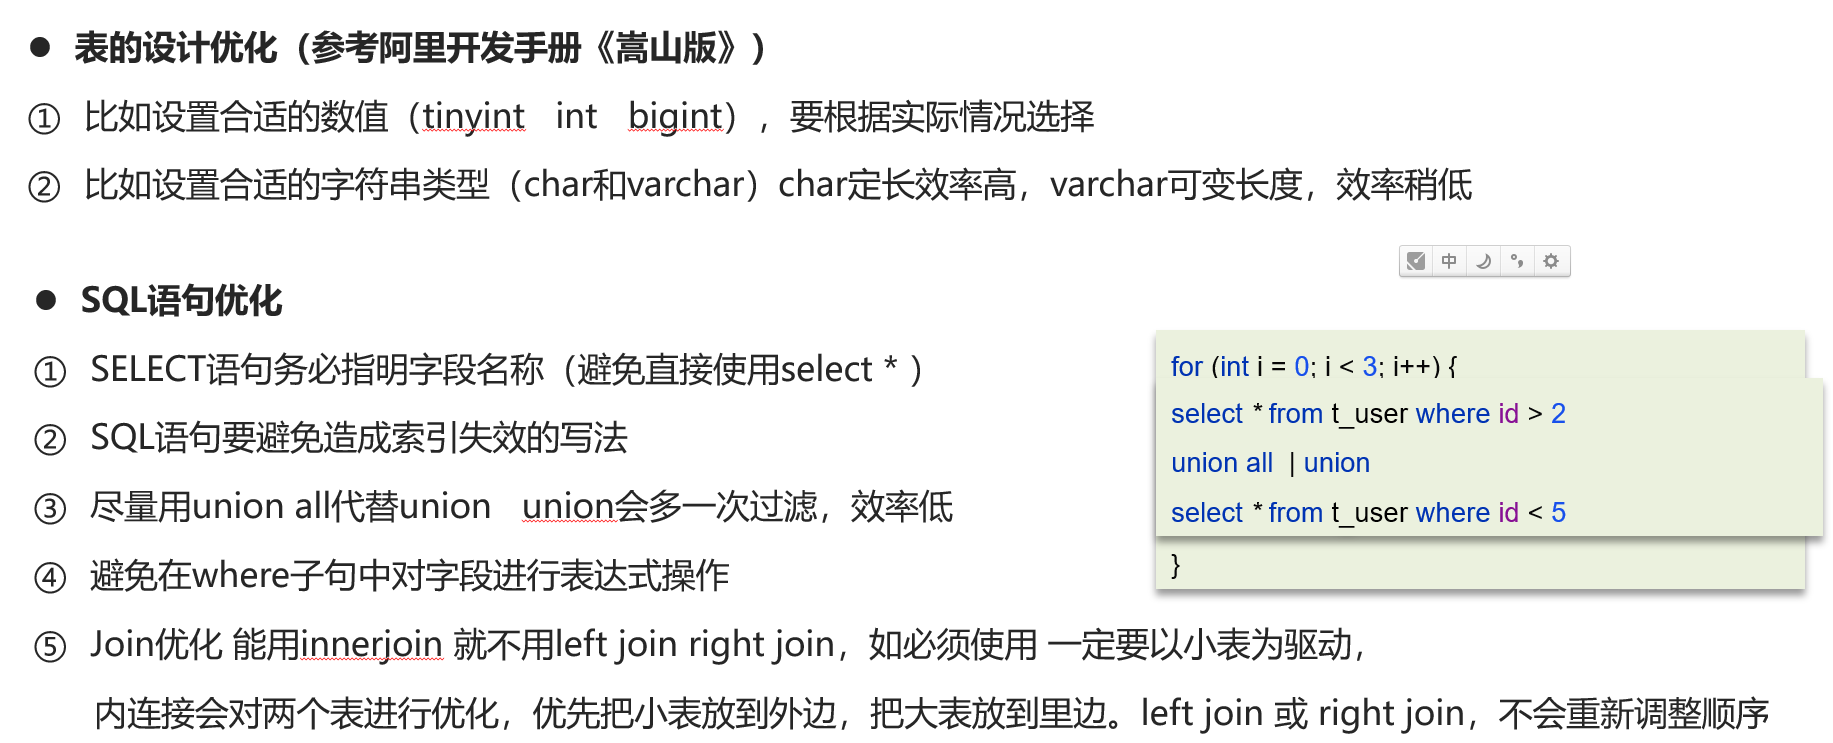 ● 表的设计优化（参考阿里开发手册《嵩山版》）
① 比如设置合适的数值（tinyint int bigint），要根据实际情况选择
② 比如设置合适的字符串类型（char和varchar）char定长效率高，varchar可变长度，效率稍低
中
● SQL语句优化
① SELECT语句务必指明字段名称（避免直接使用select * ）
② SQL语句要避免造成索引失效的写法
③ 尽量用union all代替union union会多一次过滤，效率低
④ 避免在where子句中对字段进行表达式操作
⑤ Join优化 能用innerjoin 就不用left join right join，如必须使用 一定要以小表为驱动，
内连接会对两个表进行优化，优先把小表放到外边，把大表放到里边。left join 或 right join，不会重新调整顺序
for (int i = 0; i < 3; i++) {
select * from t_user where id > 2
union all | union
select * from t_user where id < 5
}